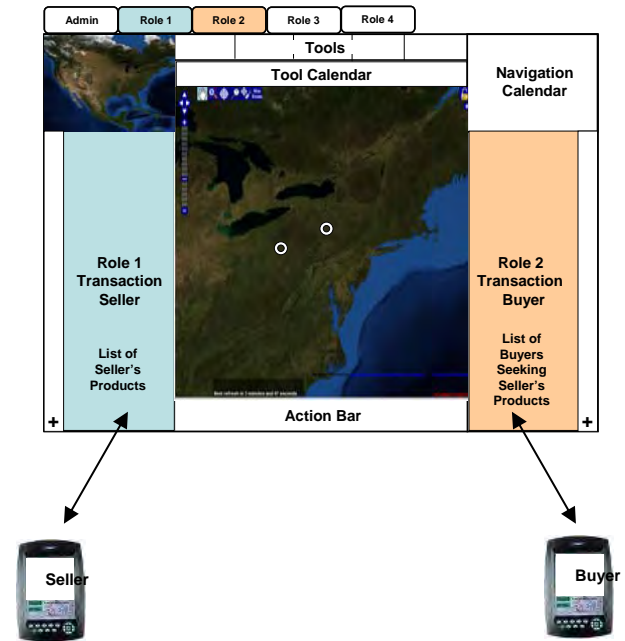 Admin Role 1 Role 2 Role 3 Role 4
Tools
Tool Calendar
Navigation
Calendar
Role 1
Transaction
Seller
List of
Seller's
Products
Role 2
Transaction
Buyer
List of
Buyers
Seeking
Seller's
Products
+
Action Bar
+
Seller
Buyer